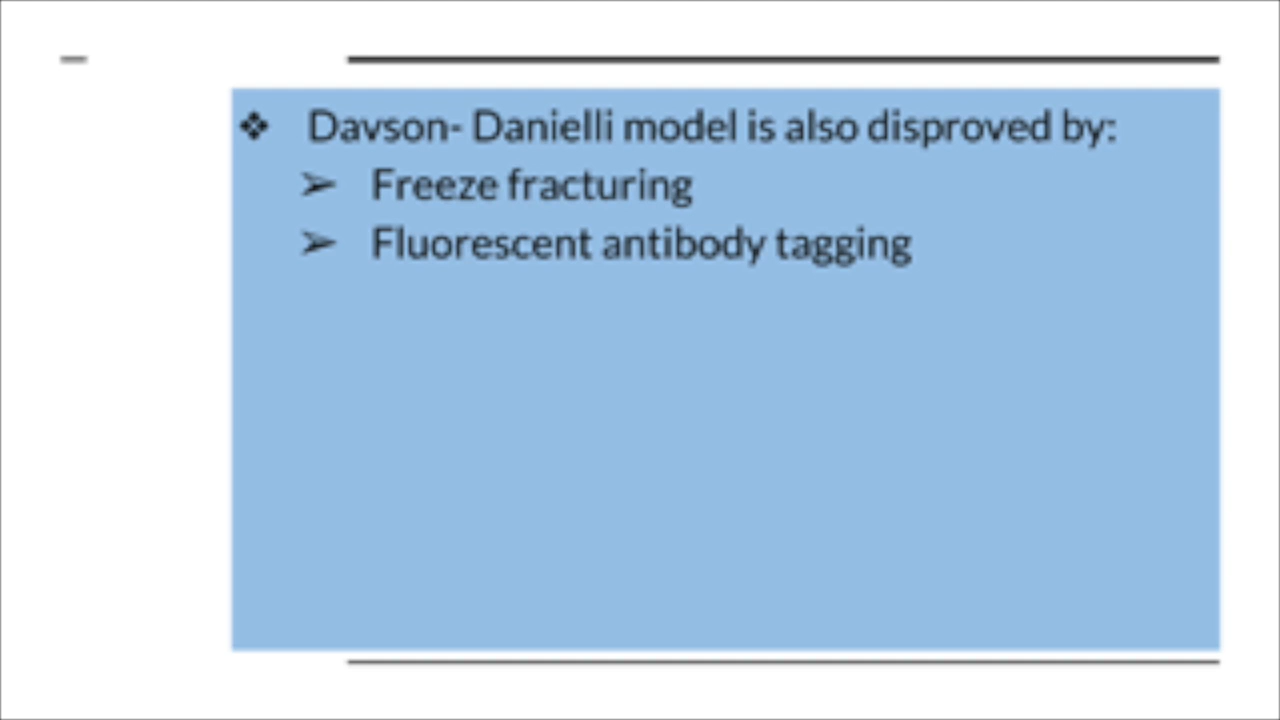 ❖ Davson- Danielli model is also disproved by:
➢ Freeze fracturing
➢ Fluorescent antibody tagging